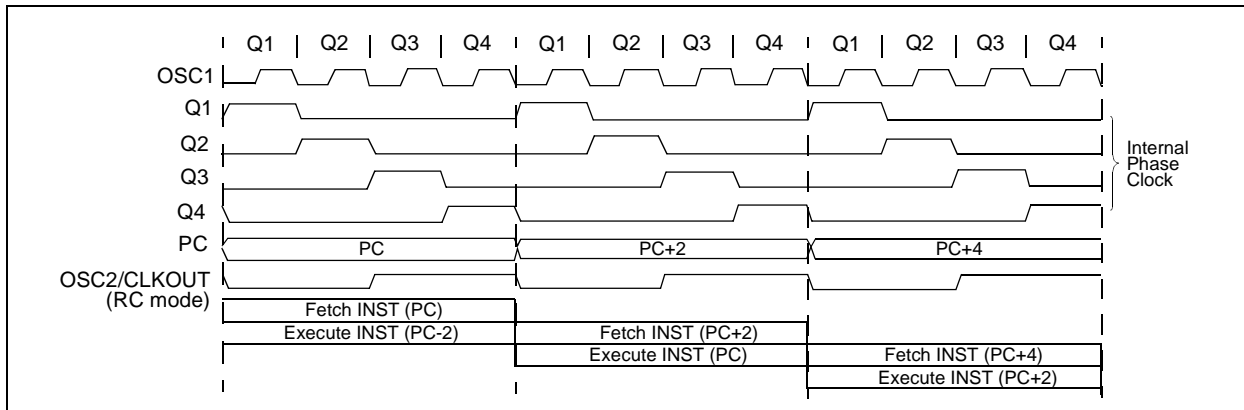 Q1 | Q2 | Q3 | Q4 Q1 | Q2 | Q3 | Q4 Q1 | Q2 | Q3 | Q4
OSC1
Q1
Q2
Q3
Q4
Internal
Phase
Clock
PC PC PC+2 PC+4
OSC2/CLKOUT
(RC mode)
Fetch INST (PC)
Execute INST (PC-2) Fetch INST (PC+2)
Execute INST (PC) Fetch INST (PC+4)
Execute INST (PC+2)